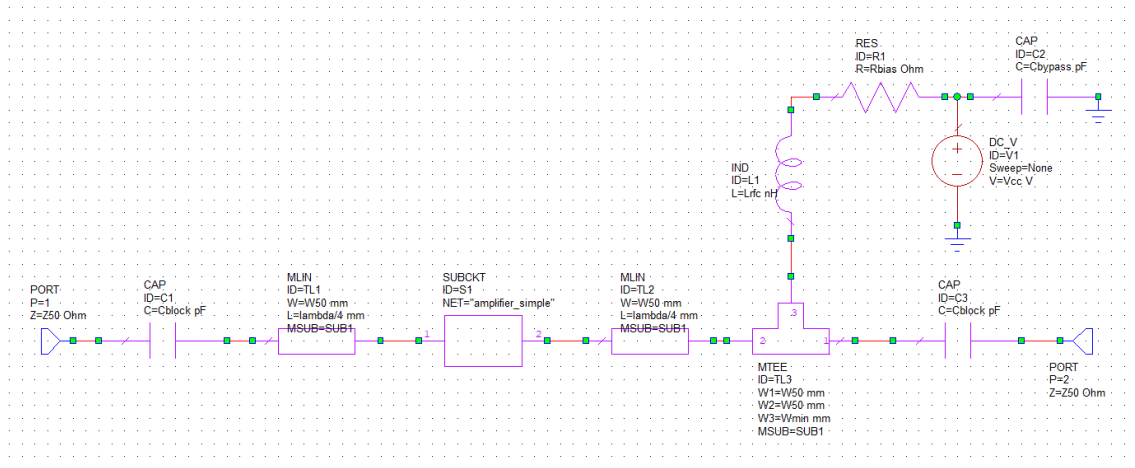 RES
ID=R1
R=Rbias Ohm
CAP
ID=C2
C=Cbypass pF
DC_V
ID=V1
Sweep=None
V=Vcc V
IND
ID=L1
L=Lrfc nH
PORT
P=1
Z=Z50 Ohm
CAP
ID=C1
C=Cblock pF
MLIN
ID=TL1
W=W50 mm
L=lambda/4 mm
MSUB=SUB1
SUBCKT
ID=S1
NET="amplifier_simple"
1
2
MLIN
ID=TL2
W=W50 mm
L=lambda/4 mm
MSUB=SUB1
3
2
1
MTEE
ID=TL3
W1=W50 mm
W2=W50 mm
W3=Wmin mm
MSUB=SUB1
CAP
ID=C3
C=Cblock pF
PORT
P=2
Z=Z50 Ohm